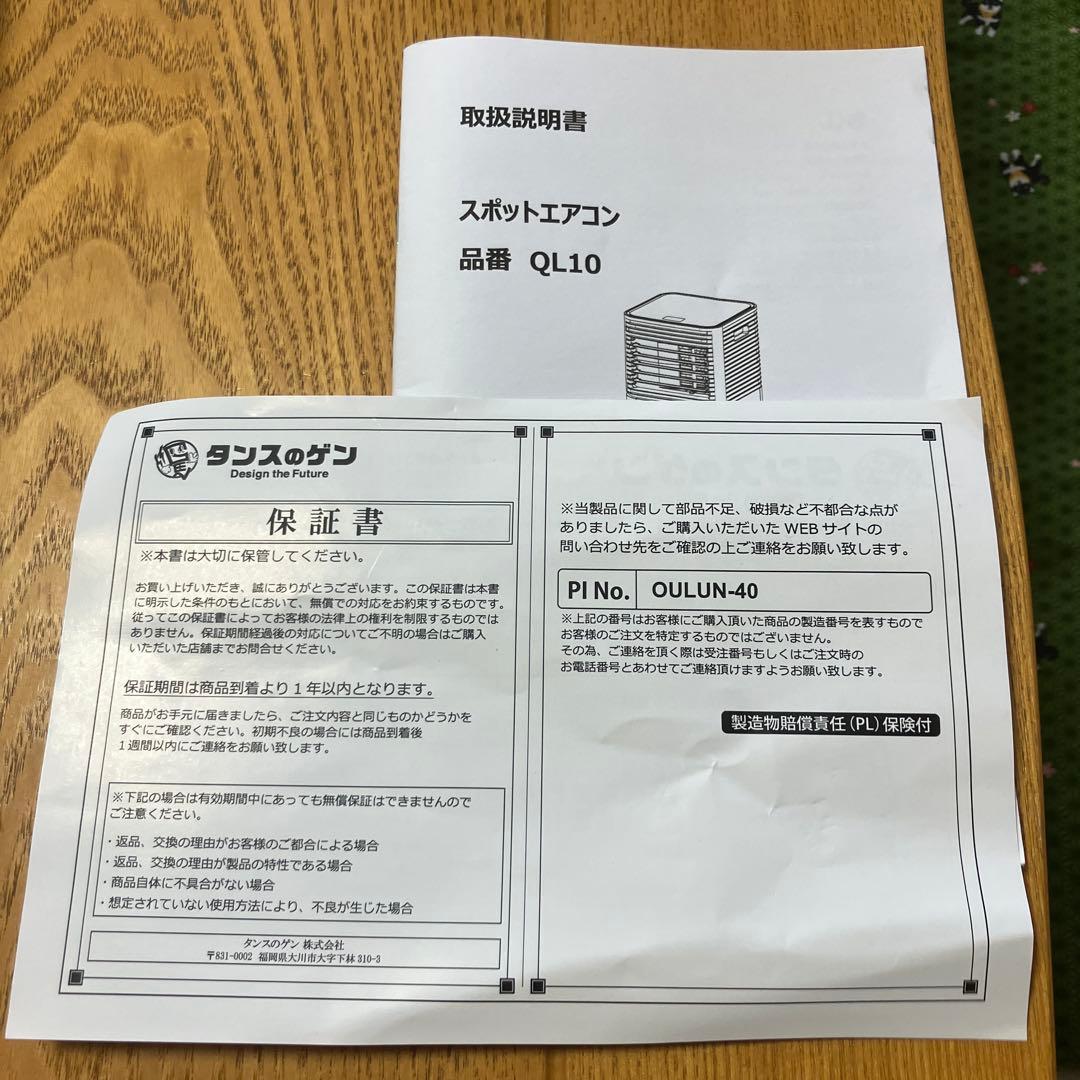 取扱説明書
スポットエアコン
品番 QL10
タンスのゲン
Design the Future
保証書
※本書は大切に保管してください。
お買い上げいただき、誠にありがとうございます。この保証書は本書
に明示した条件のもとにおいて、無償での対応をお約束するものです。
従ってこの保証書によってお客様の法律上の権利を制限するものでは
ありません。保証期間経過後の対応についてご不明の場合はご購入
いただいた店舗までお問合せください。
保証期間は商品到着より1年以内となります。
商品がお手元に届きましたら、ご注文内容と同じものかどうかを
すぐにご確認ください。初期不良の場合には商品到着後
1週間以内にご連絡をお願い致します。
※下記の場合は有効期間中にあっても無償保証はできませんので
ご注意ください。
・返品、交換の理由がお客様のご都合による場合
・返品、交換の理由が製品の特性である場合
・商品自体に不具合がない場合
・想定されていない使用方法により、不良が生じた場合
タンスのゲン 株式会社
〒831-0002 福岡県大川市大字下林310-3
※当製品に関して部品不足、破損など不都合な点が
ありましたら、ご購入いただいた WEB サイトの
問い合わせ先をご確認の上ご連絡をお願い致します。
PI No. OULUN-40
※上記の番号はお客様にご購入頂いた商品の製造番号を表すもので
お客様のご注文を特定するものではございません。
その為、ご連絡を頂く際は受注番号もしくはご注文時の
お電話番号とあわせてご連絡頂けますようお願い致します。
製造物賠償責任(PL)保険付